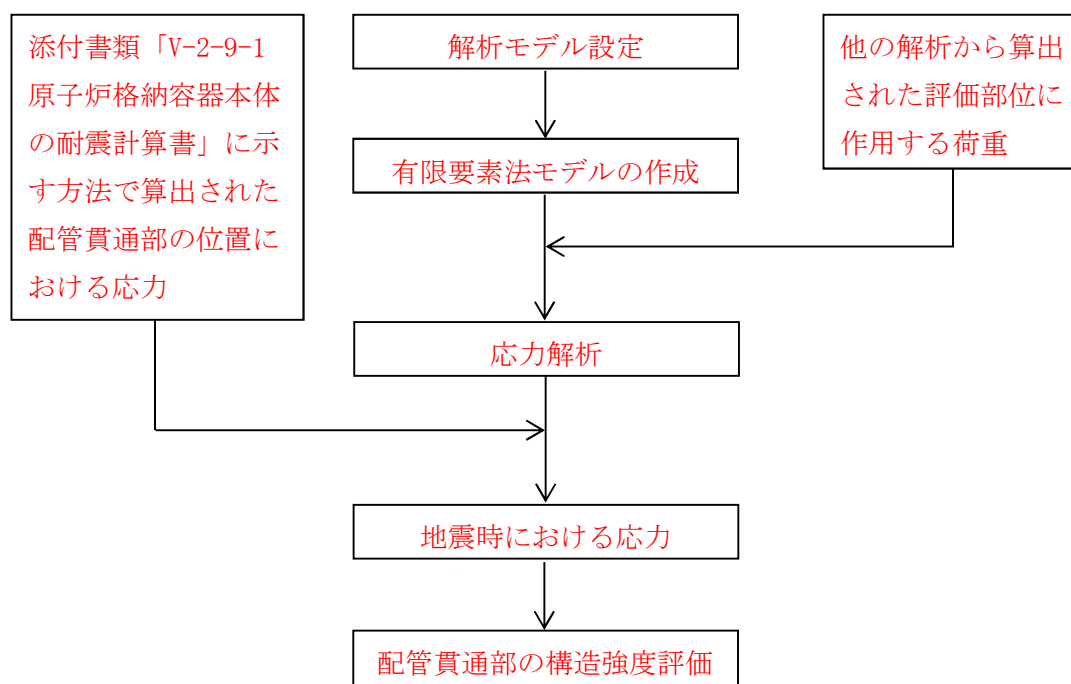 添付書類「V-2-9-1
原子炉格納容器本体
の耐震計算書」に示
す方法で算出された
配管貫通部の位置に
おける応力
解析モデル設定
他の解析から算出
された評価部位に
作用する荷重
有限要素法モデルの作成
応力解析
地震時における応力
配管貫通部の構造強度評価